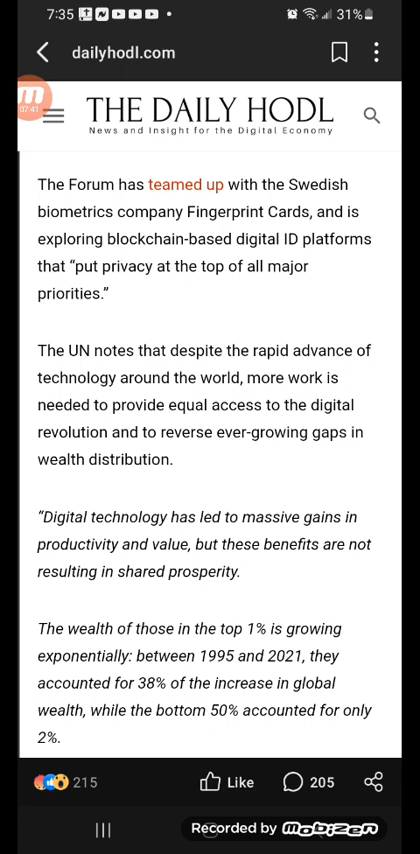 7:35
31%
dailyhodl.com
07:41
THE DAILY HODL
News and Insight for the Digital Economy
The Forum has teamed up with the Swedish
biometrics company Fingerprint Cards, and is
exploring blockchain-based digital ID platforms
that “put privacy at the top of all major
priorities.”
The UN notes that despite the rapid advance of
technology around the world, more work is
needed to provide equal access to the digital
revolution and to reverse ever-growing gaps in
wealth distribution.
“Digital technology has led to massive gains in
productivity and value, but these benefits are not
resulting in shared prosperity.
The wealth of those in the top 1% is growing
exponentially: between 1995 and 2021, they
accounted for 38% of the increase in global
wealth, while the bottom 50% accounted for only
2%.
215 Like 205
Recorded by mobizen